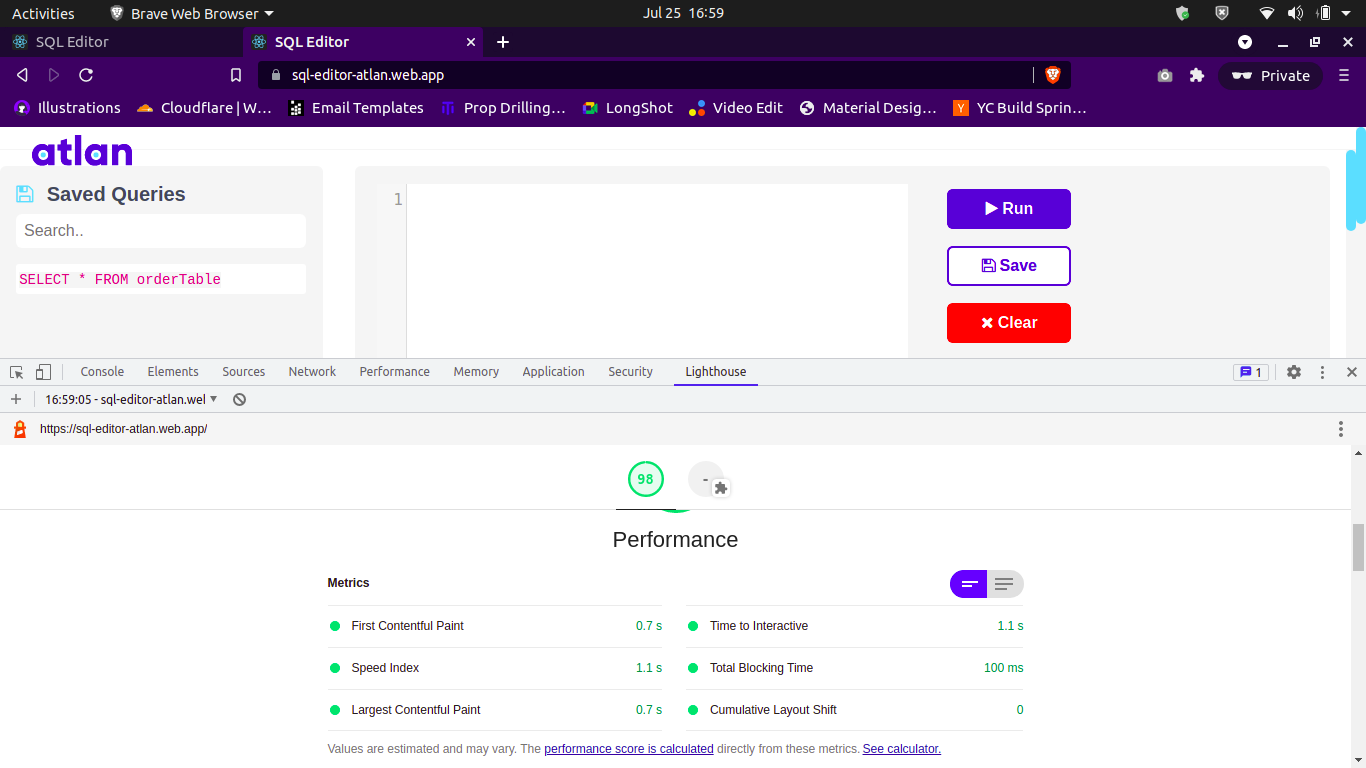 Activities Brave Web Browser Jul 25 16:59
SQL Editor SQL Editor
sql-editor-atlan.web.app Private
Illustrations Cloudflare | W… Email Templates Prop Drilling… LongShot Video Edit Material Desig… YC Build Sprin…
atlan
Saved Queries
Search..
SELECT * FROM orderTable
1
Run
Save
Clear
Console Elements Sources Network Performance Memory Application Security Lighthouse 1
16:59:05 - sql-editor-atlan.wel
https://sql-editor-atlan.web.app/
98 -
Performance
Metrics
First Contentful Paint 0.7 s Time to Interactive 1.1 s
Speed Index 1.1 s Total Blocking Time 100 ms
Largest Contentful Paint 0.7 s Cumulative Layout Shift 0
Values are estimated and may vary. The performance score is calculated directly from these metrics. See calculator.